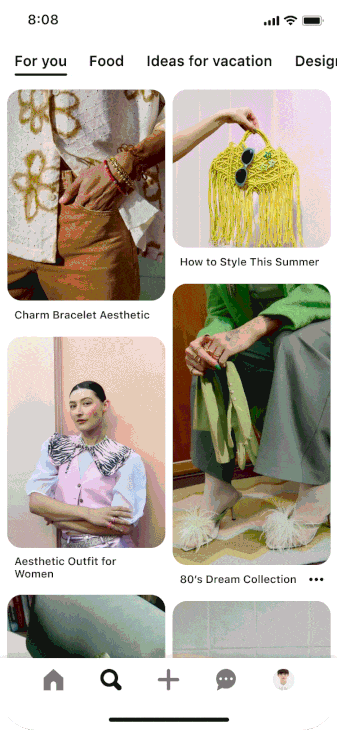 8:08
For you Food Ideas for vacation Design
How to Style This Summer
Charm Bracelet Aesthetic
Aesthetic Outfit for
Women
80's Dream Collection